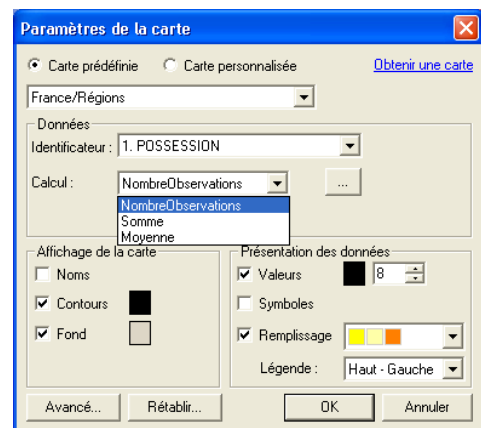 Paramètres de la carte
Carte prédéfinie Carte personnalisée Obtenir une carte
France/Régions
Données
Identificateur : 1. POSSESSION
Calcul : NombreObservations ...
NombreObservations
Somme
Moyenne
Affichage de la carte
Noms
Contours
Fond
Présentation des données
Valeurs 8
Symboles
Remplissage
Légende : Haut - Gauche
Avancé... Rétablir... OK Annuler